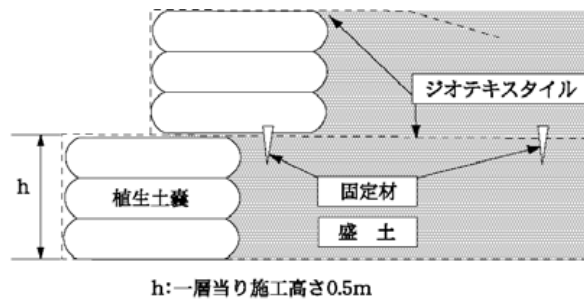 ジオテキスタイル
h
植生土嚢
固定材
盛 土
h:一層当り施工高さ0.5m